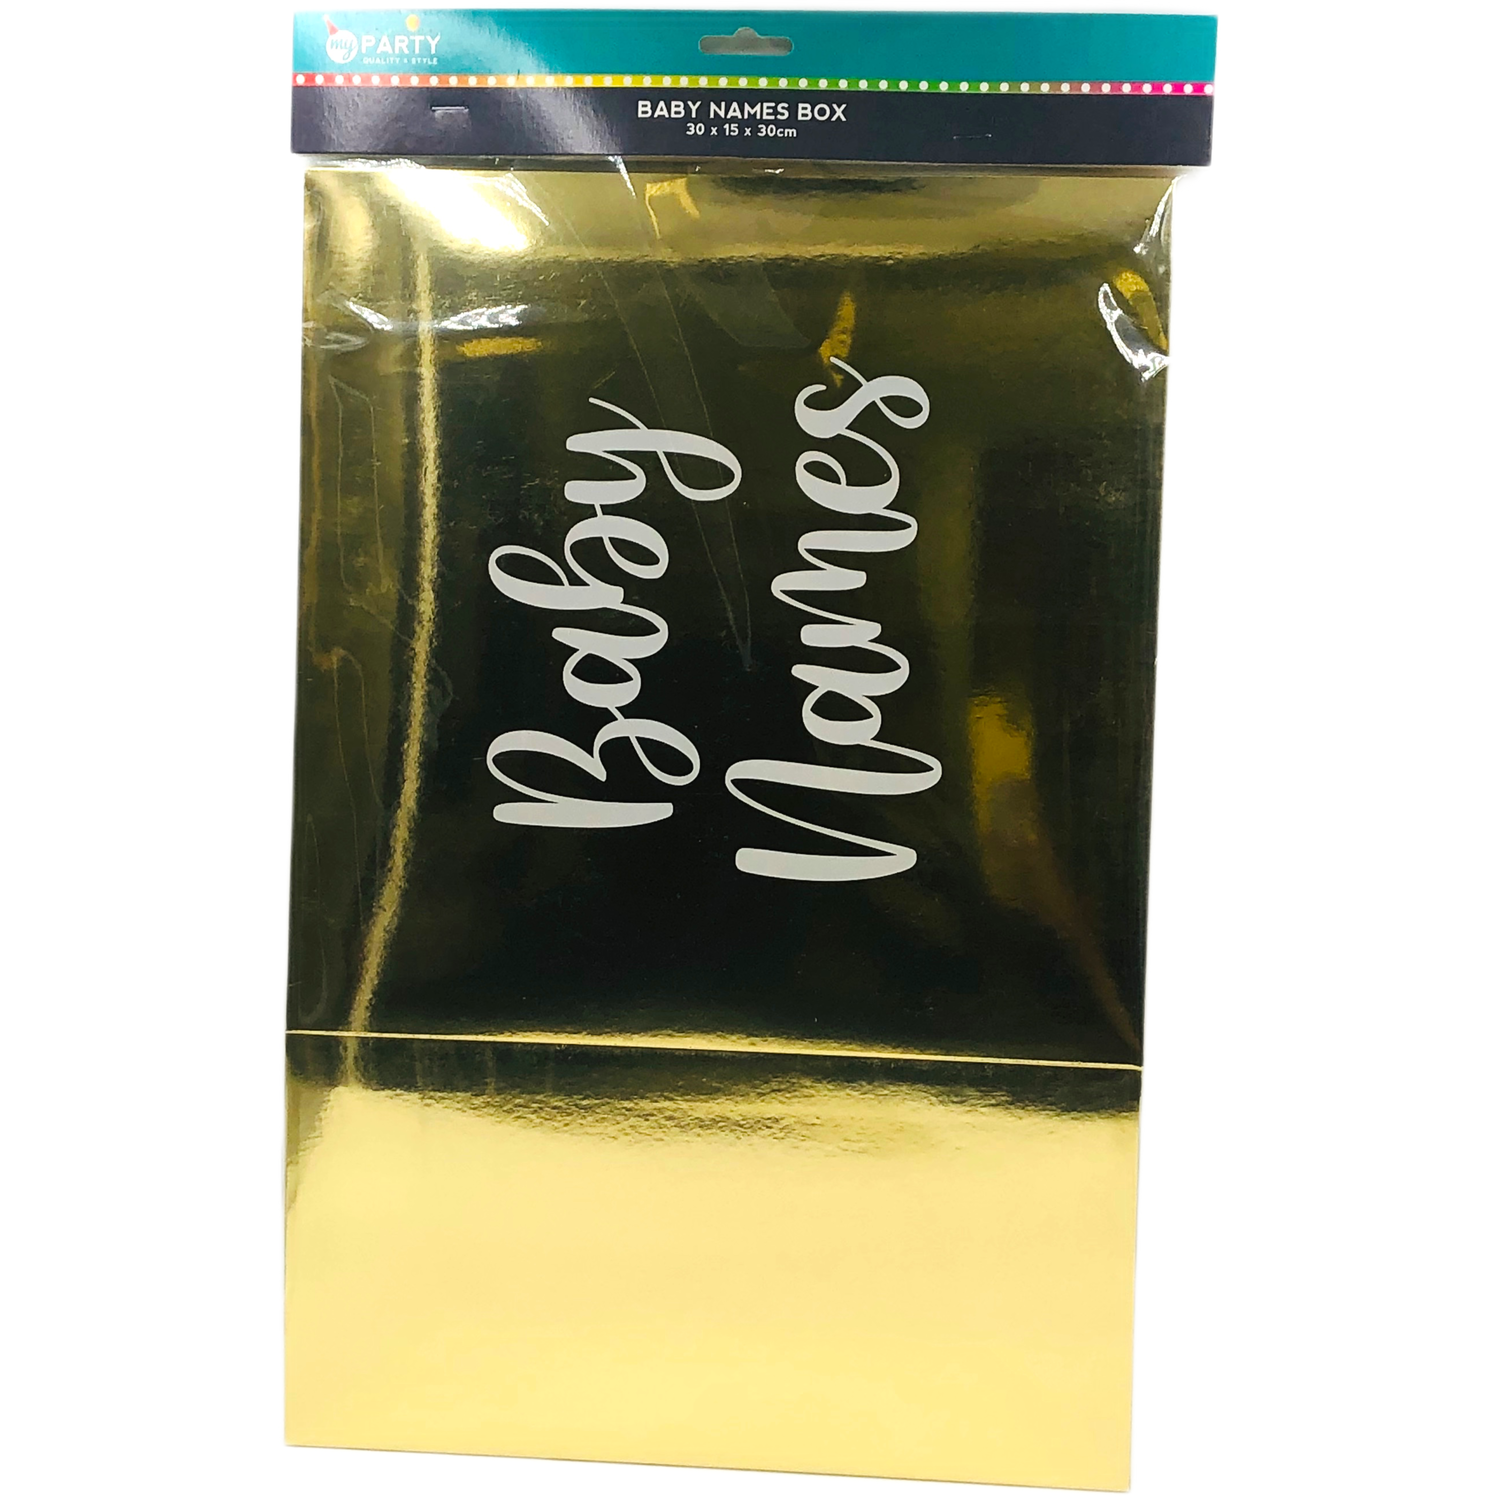 my PARTY
QUALITY & STYLE
BABY NAMES BOX
30 x 15 x 30cm
Baby
Names